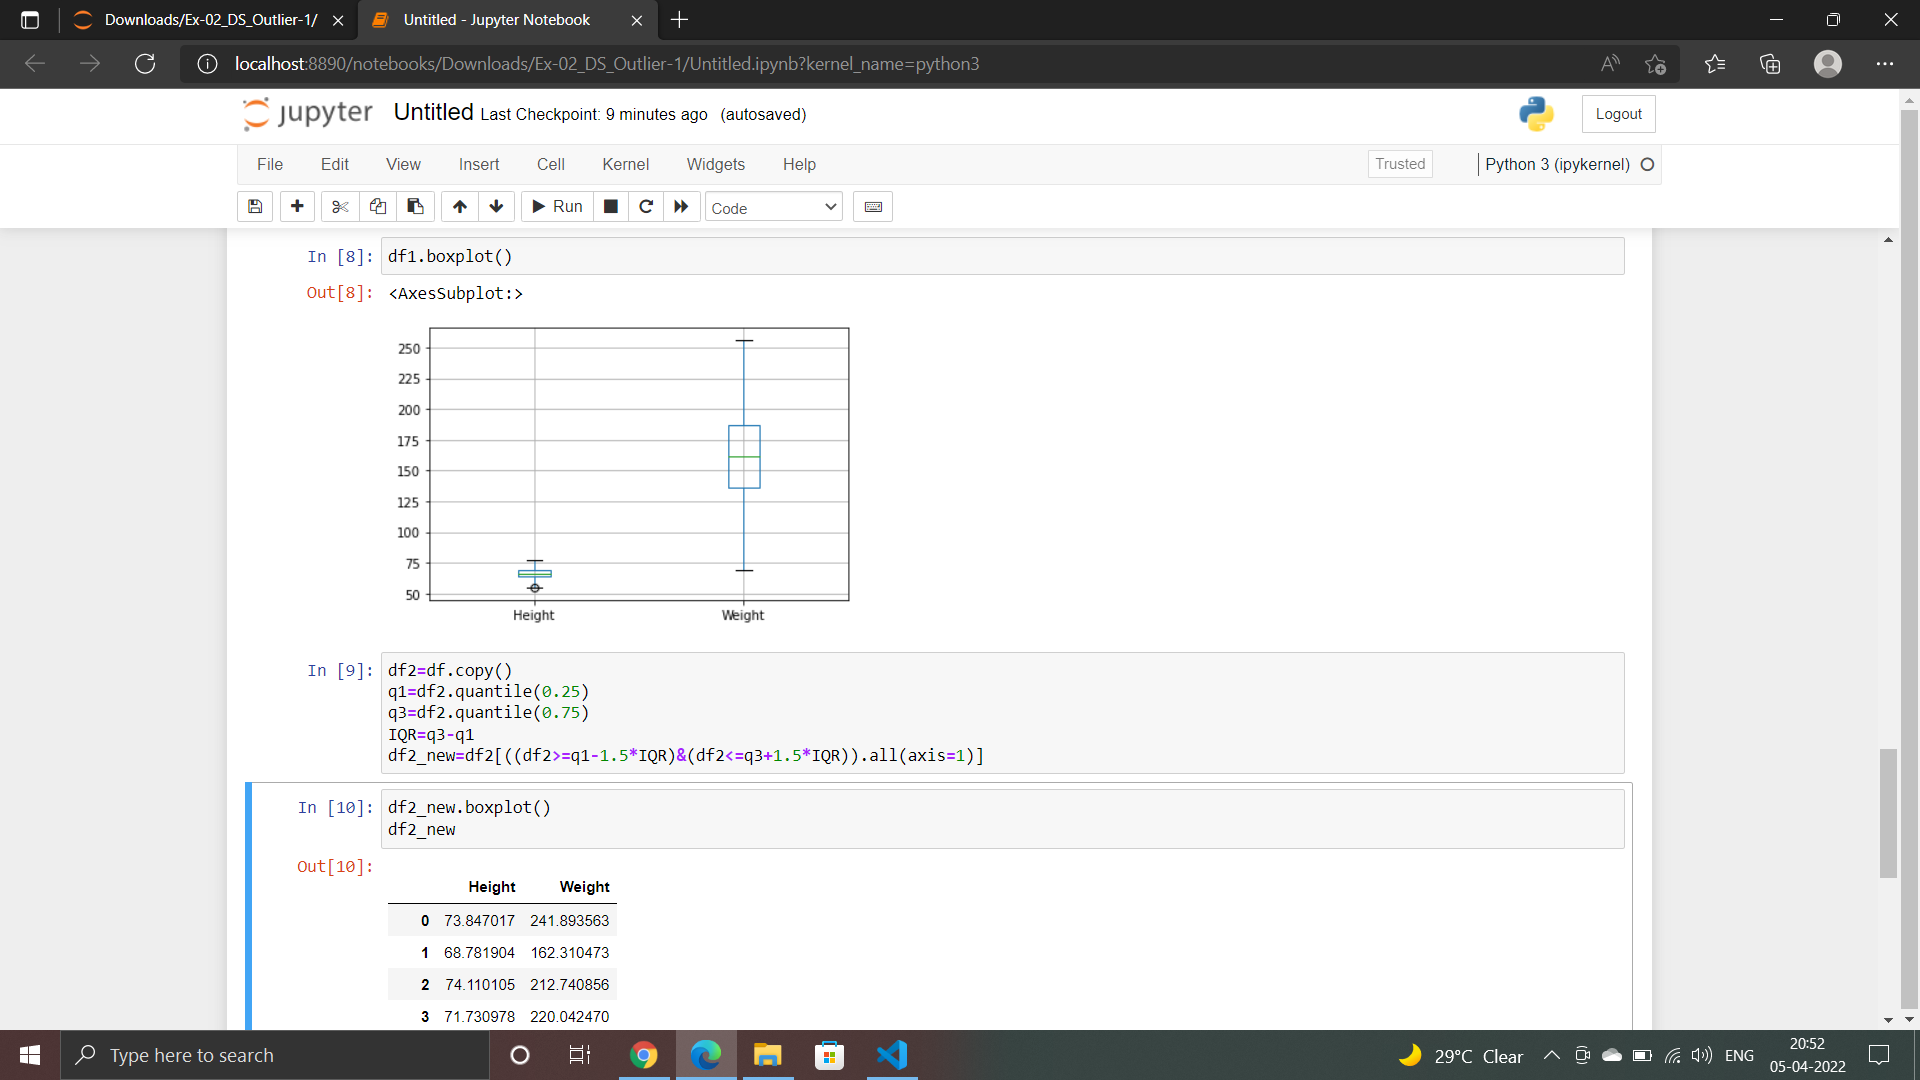 Downloads/Ex-02_DS_Outlier-1/
Untitled - Jupyter Notebook
localhost:8890/notebooks/Downloads/Ex-02_DS_Outlier-1/Untitled.ipynb?kernel_name=python3
jupyter Untitled Last Checkpoint: 9 minutes ago (autosaved)
Logout
File Edit View Insert Cell Kernel Widgets Help
Trusted
Python 3 (ipykernel)
Run
Code
In [8]: df1.boxplot()
Out[8]: <AxesSubplot:>
250
225
200
175
150
125
100
75
50
Height Weight
In [9]: df2=df.copy()
q1=df2.quantile(0.25)
q3=df2.quantile(0.75)
IQR=q3-q1
df2_new=df2[((df2>=q1-1.5*IQR)&(df2<=q3+1.5*IQR)).all(axis=1)]
In [10]: df2_new.boxplot()
df2_new
Out[10]:
Height Weight
0 73.847017 241.893563
1 68.781904 162.310473
2 74.110105 212.740856
3 71.730978 220.042470
Type here to search
29°C Clear
ENG
20:52
05-04-2022